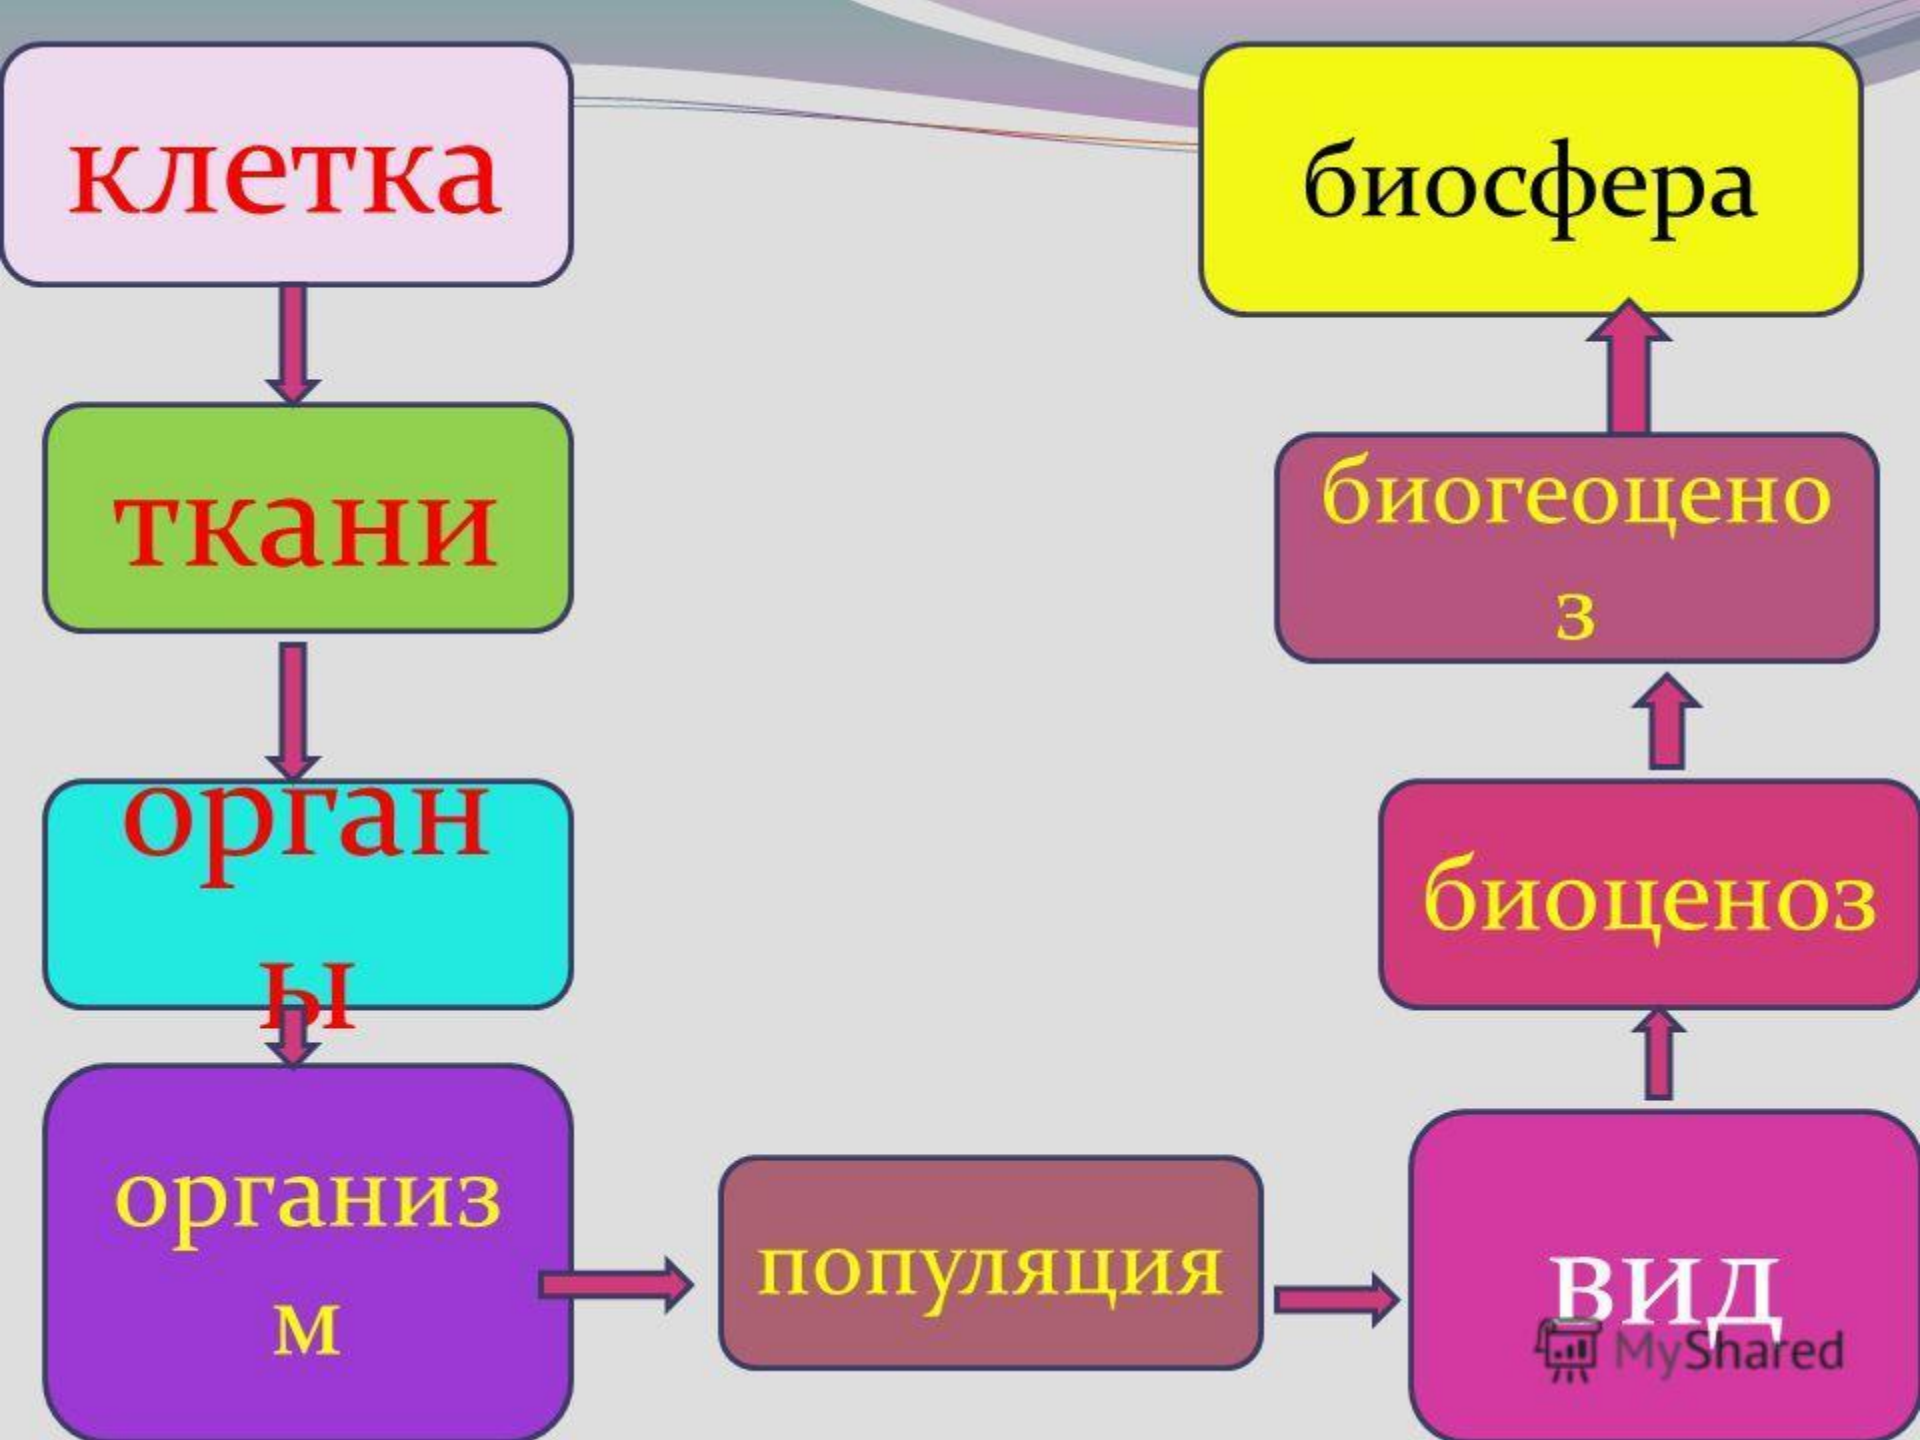 клетка
ткани
орган
ы
организ
м
популяция
вид
биоценоз
биогеоцено
з
биосфера
MyShared